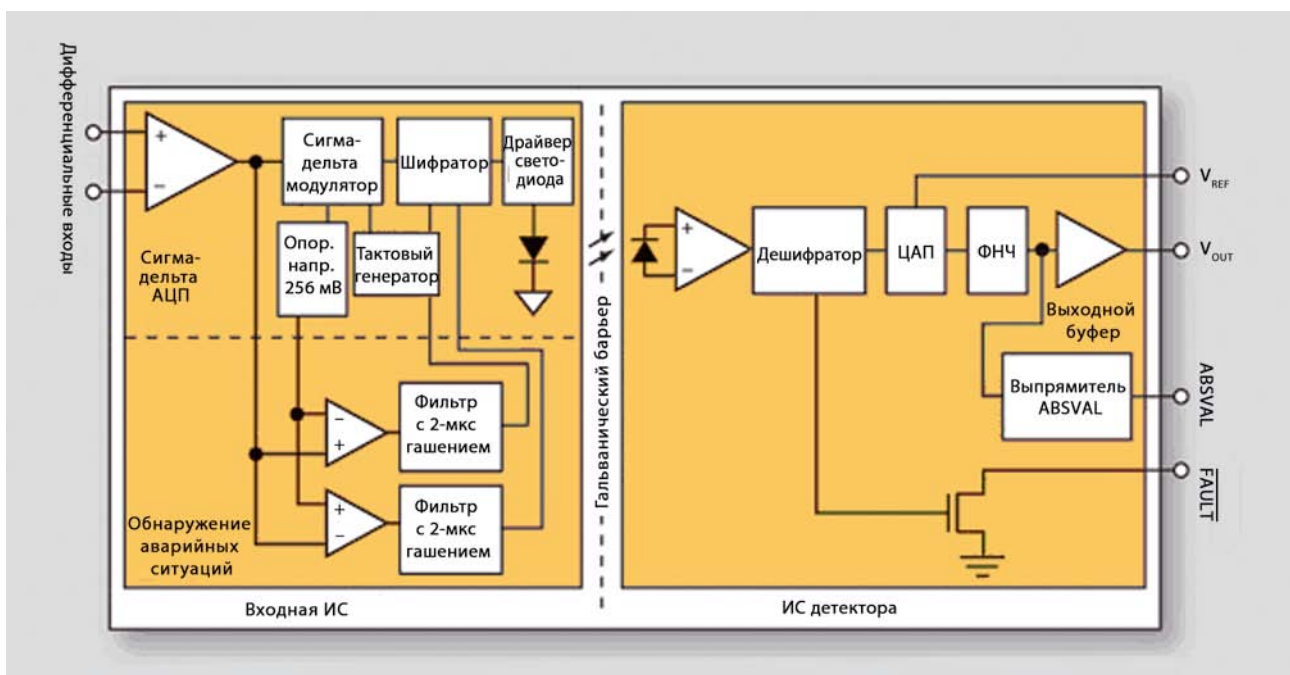 Дифференциальные входы
Сигма-
дельта
модулятор
Шифратор
Драйвер
свето-
диода
+
−
Опор.
напр.
256 мВ
Тактовый
генератор
Сигма-
дельта
АЦП
−
+
Фильтр
с 2-мкс
гашением
+
−
Фильтр
с 2-мкс
гашением
Обнаружение
аварийных
ситуаций
Входная ИС
Гальванический барьер
+
−
Дешифратор
ЦАП
ФНЧ
Выходной
буфер
Выпрямитель
ABSVAL
ИС детектора
VREF
VOUT
ABSVAL
FAULT